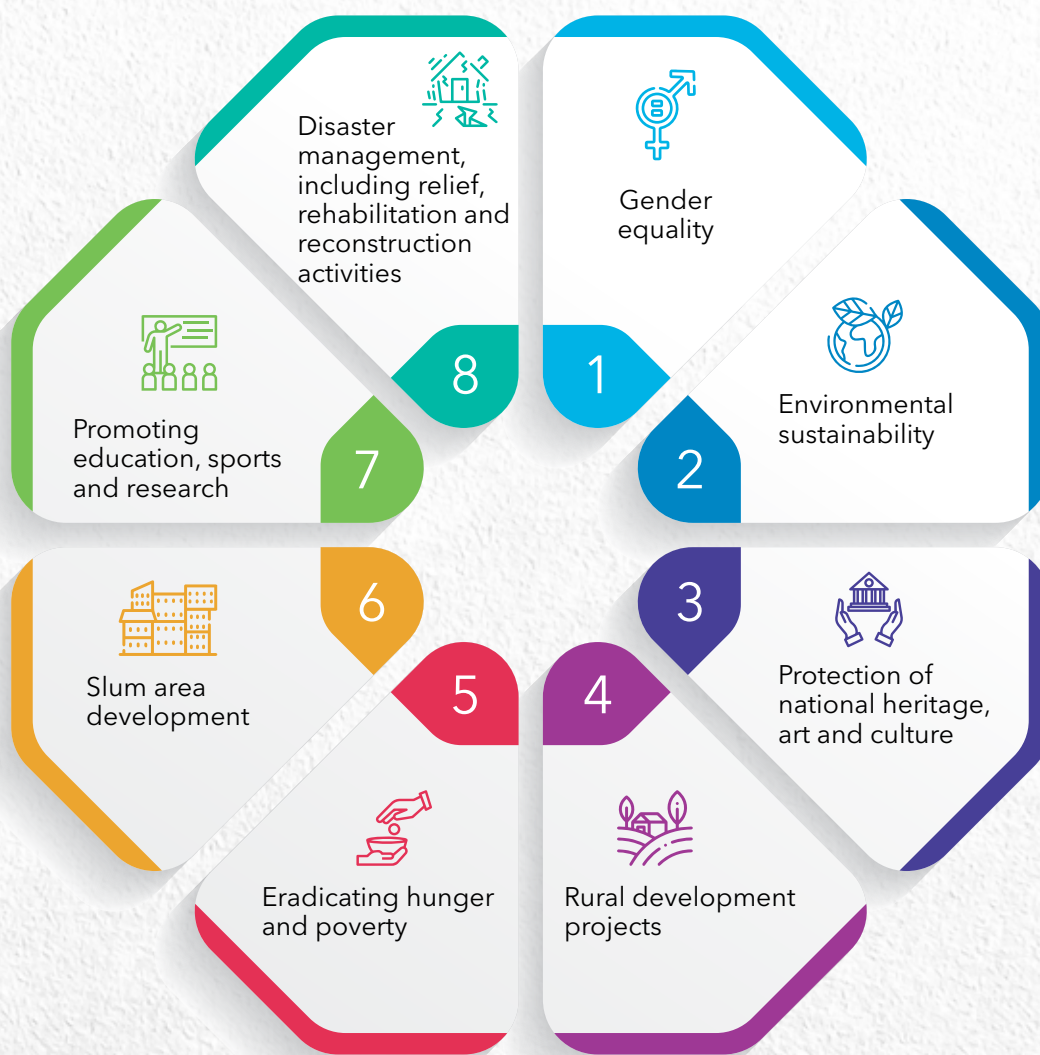 Gender
equality
1
Environmental
sustainability
2
3
Protection of
national heritage,
art and culture
4
Rural development
projects
5
Eradicating hunger
and poverty
6
Slum area
development
Promoting
education, sports
and research
7
Disaster
management,
including relief,
rehabilitation and
reconstruction
activities
8